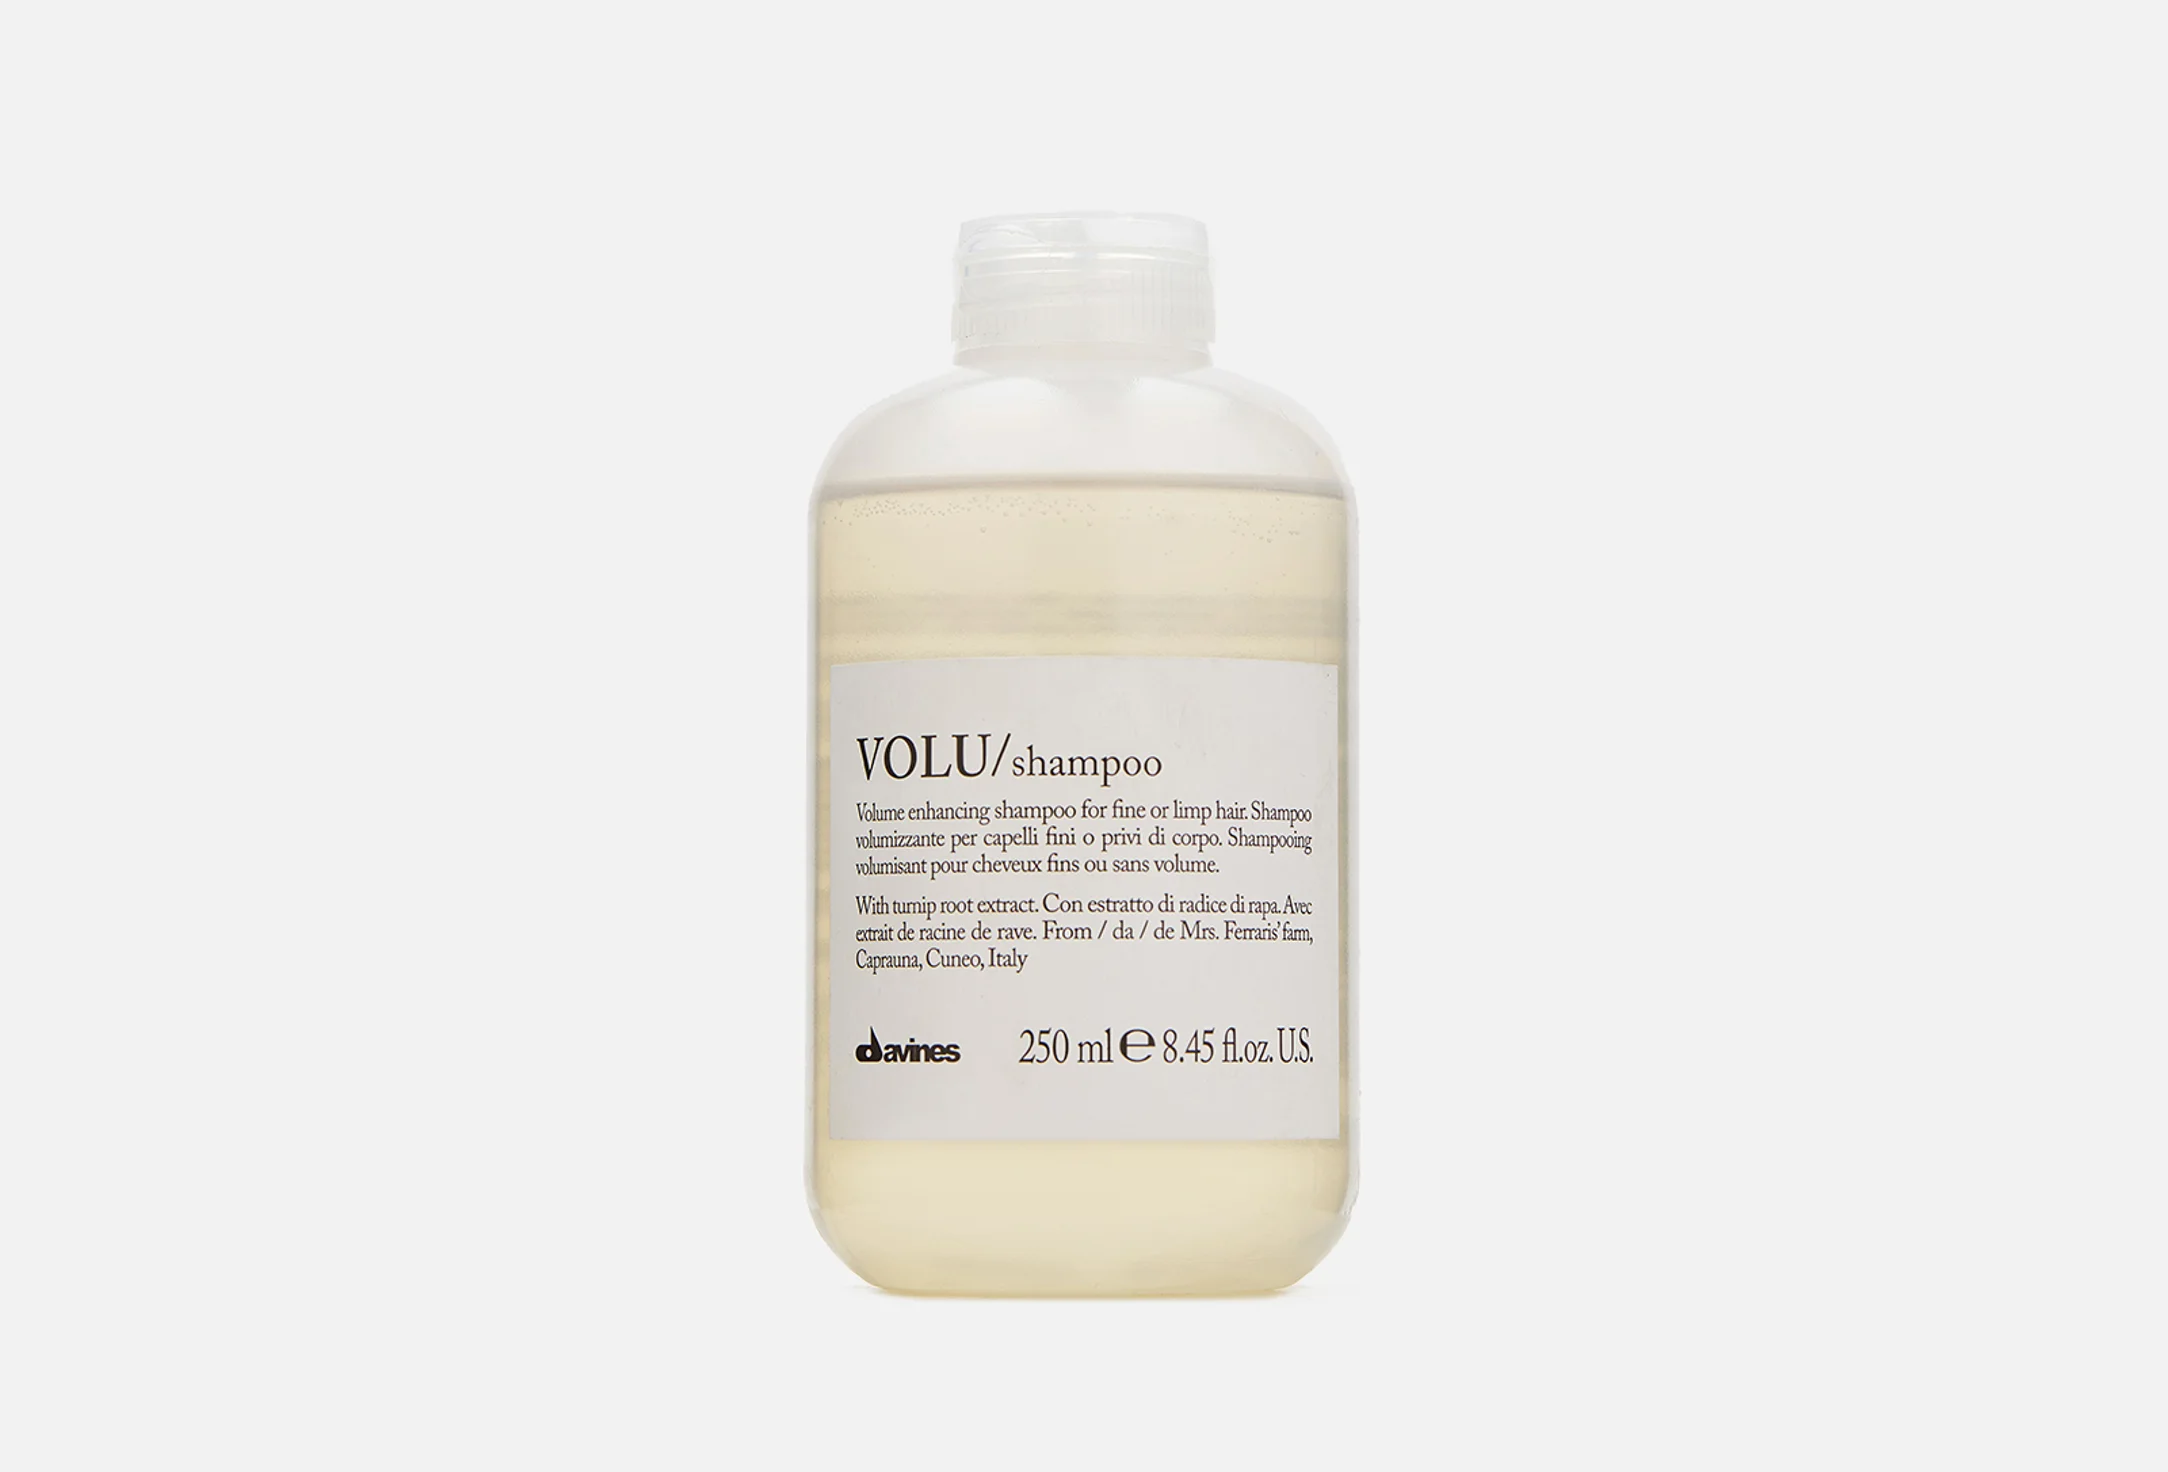 VOLU/shampoo
Volume enhancing shampoo for fine or limp hair. Shampoo
volumizzante per capelli fini o privi di corpo. Shampooing
volumisant pour cheveux fins ou sans volume.
With turnip root extract. Con estratto di radice di rapa. Avec
extrait de racine de rave. From / da / de Mrs. Ferraris' farm,
Caprauna, Cuneo, Italy
davines 250 ml ℮ 8.45 fl.oz. U.S.